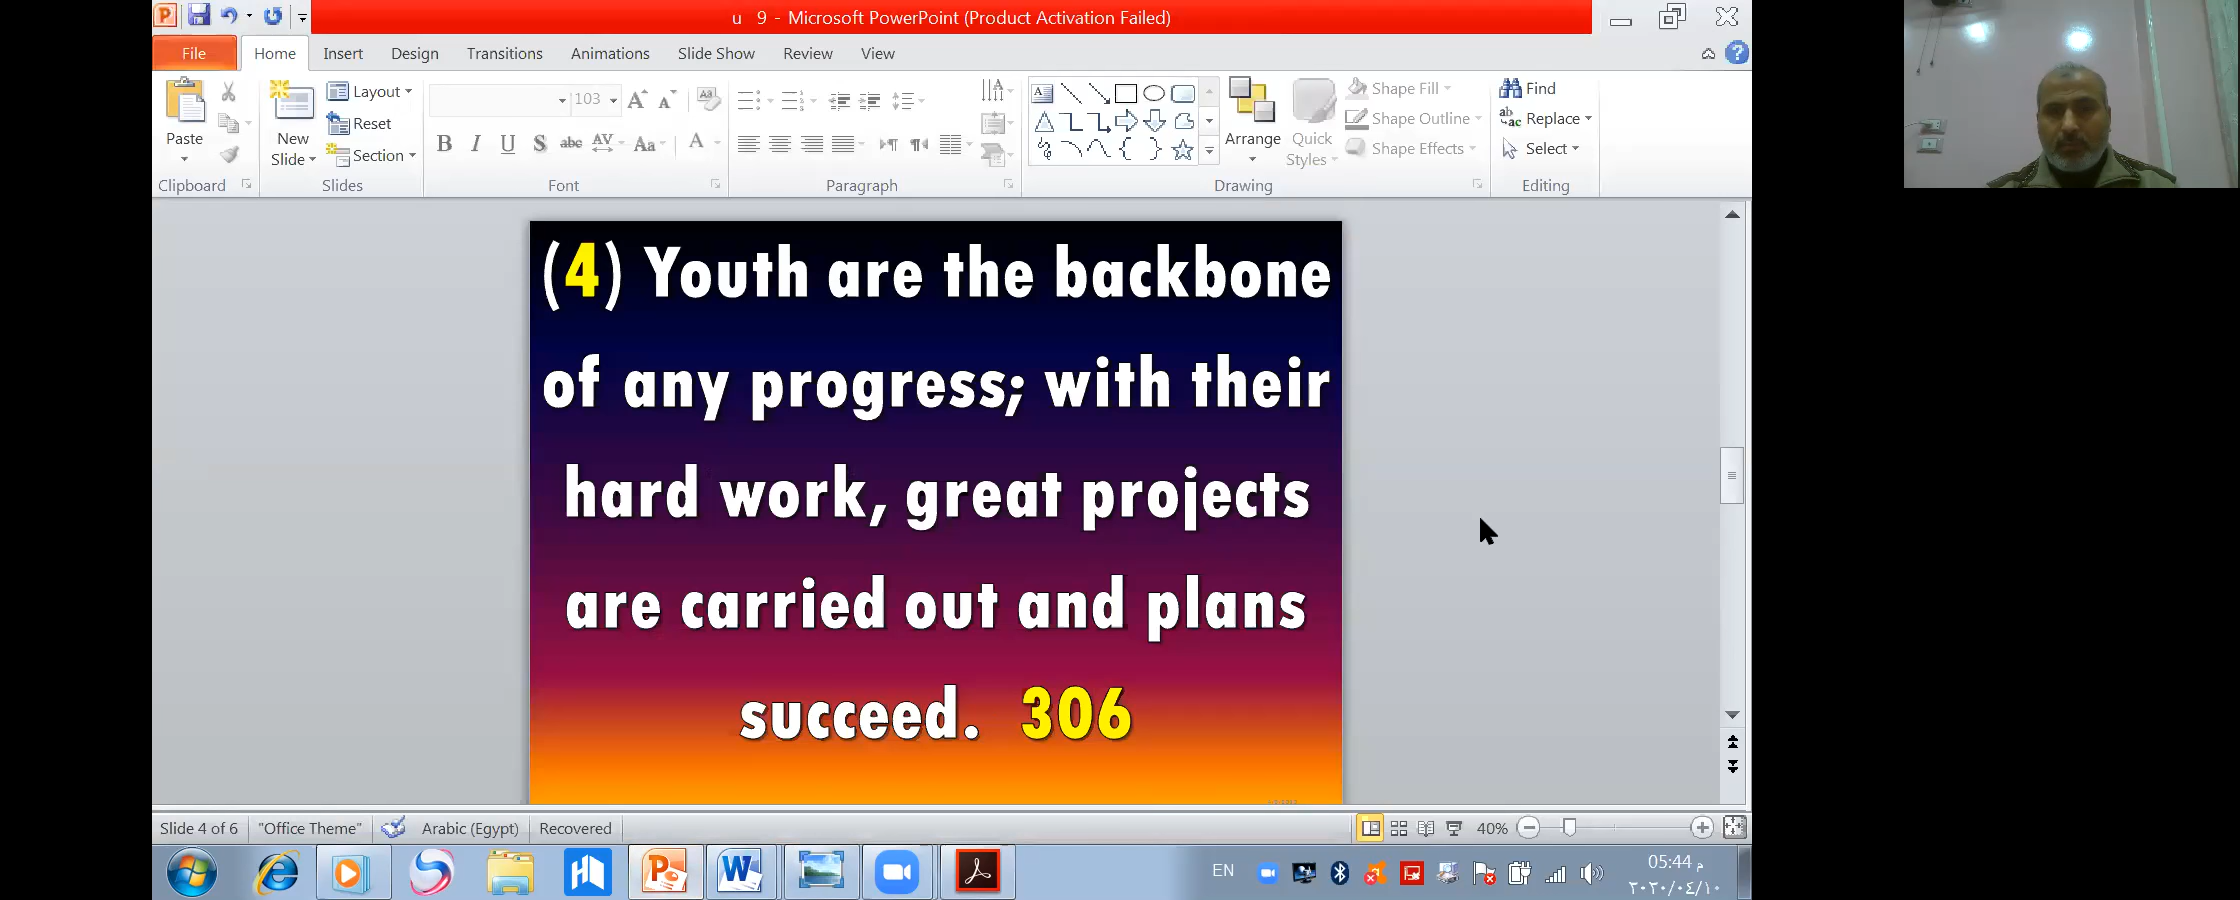 u 9 - Microsoft PowerPoint (Product Activation Failed)
File Home Insert Design Transitions Animations Slide Show Review View
Paste
Clipboard
New Slide
Layout
Reset
Section
Slides
103
B I U S abc AV Aa A
Font
Paragraph
Arrange
Quick Styles
Shape Fill
Shape Outline
Shape Effects
Drawing
Find
Replace
Select
Editing
(4) Youth are the backbone
of any progress; with their
hard work, great projects
are carried out and plans
succeed. 306
Slide 4 of 6 "Office Theme" Arabic (Egypt) Recovered 40%
EN
05:44 م
٢٠٢٠/٠٤/١٠